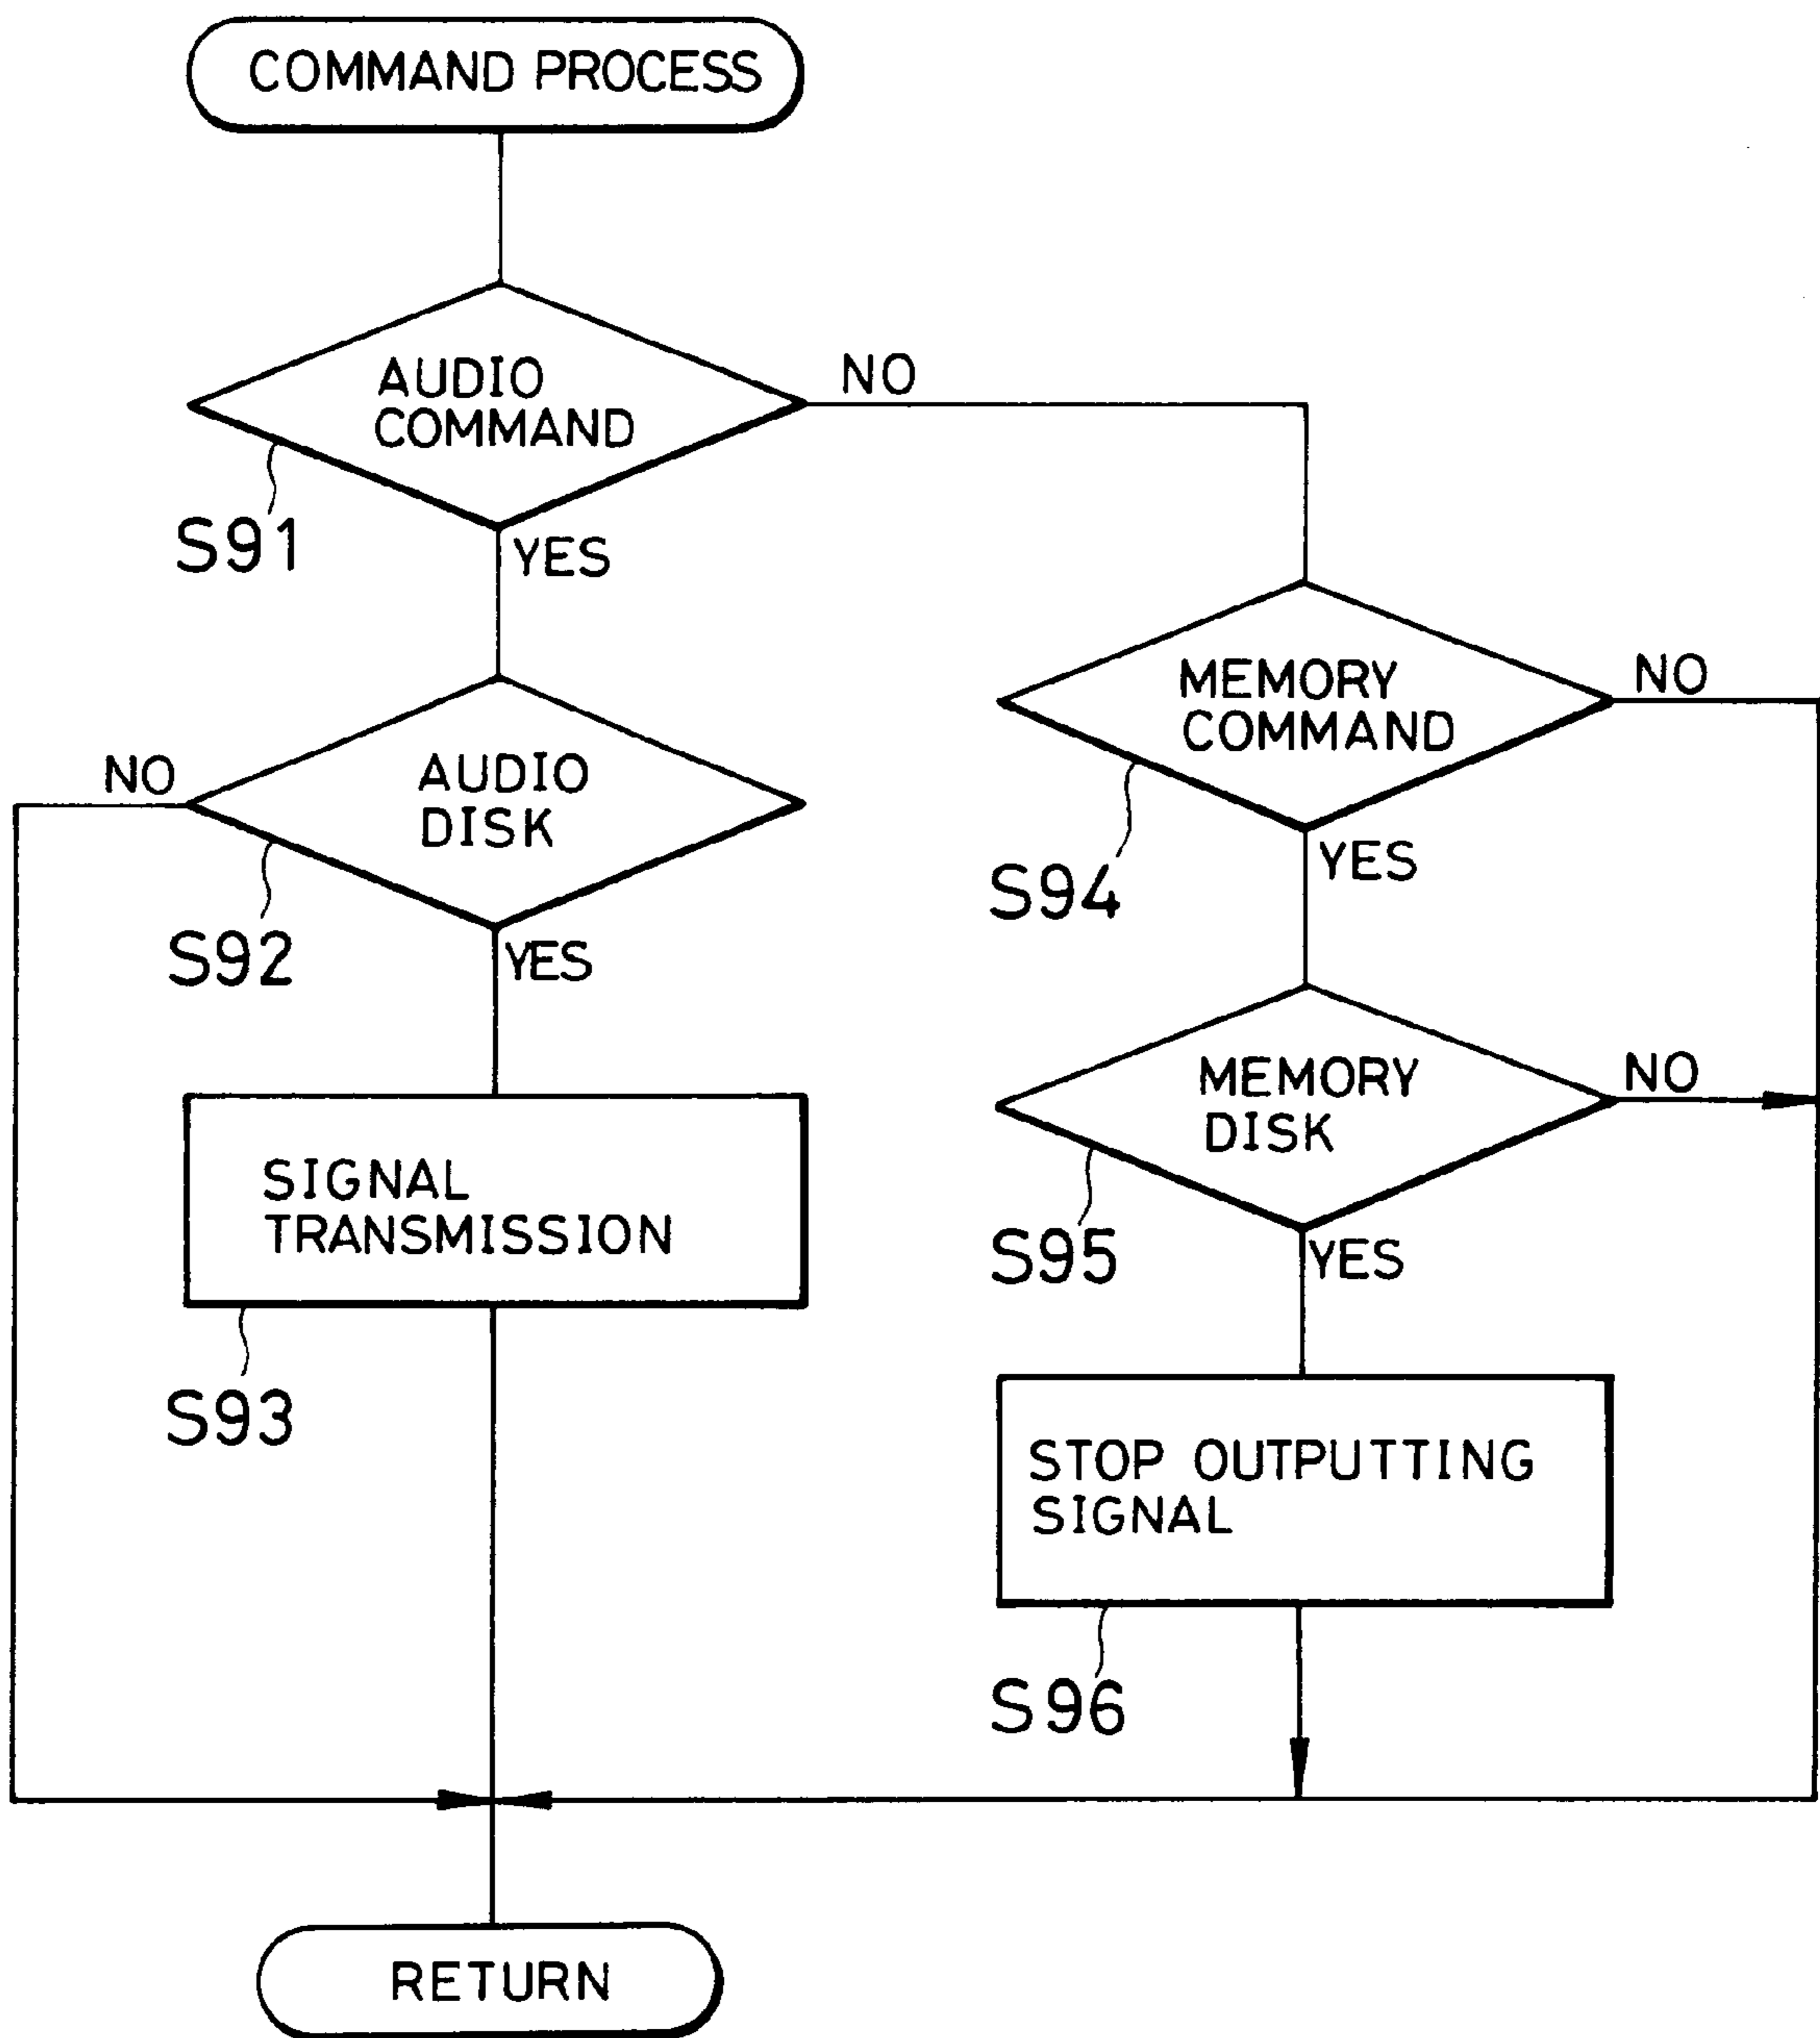 COMMAND PROCESS
AUDIO
COMMAND
NO
S91
YES
MEMORY
COMMAND
NO
AUDIO
DISK
NO
S94
YES
S92
YES
MEMORY
DISK
NO
SIGNAL
TRANSMISSION
S95
YES
S93
STOP OUTPUTTING
SIGNAL
S96
RETURN